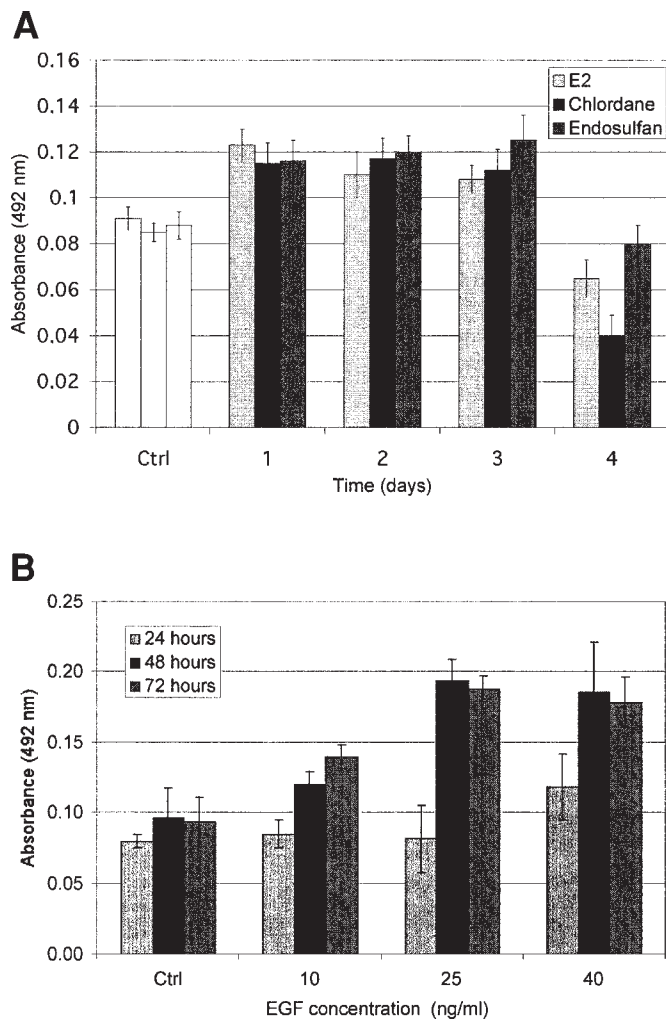 A
0.16
0.14
0.12
0.1
0.08
0.06
0.04
0.02
0
Absorbance (492 nm)
E2
Chlordane
Endosulfan
Ctrl 1 2 3 4
Time (days)
B
0.25
0.20
0.15
0.10
0.05
0.00
Absorbance (492 nm)
24 hours
48 hours
72 hours
Ctrl 10 25 40
EGF concentration (ng/ml)